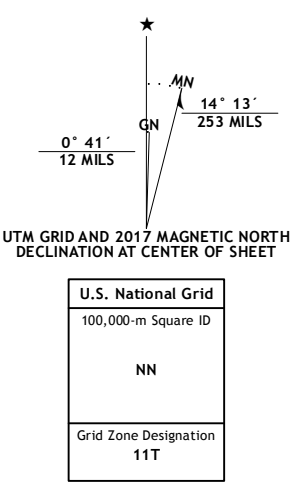 ★
MN
GN
14° 13´
253 MILS
0° 41´
12 MILS
UTM GRID AND 2017 MAGNETIC NORTH
DECLINATION AT CENTER OF SHEET
U.S. National Grid
100,000-m Square ID
NN
Grid Zone Designation
11T